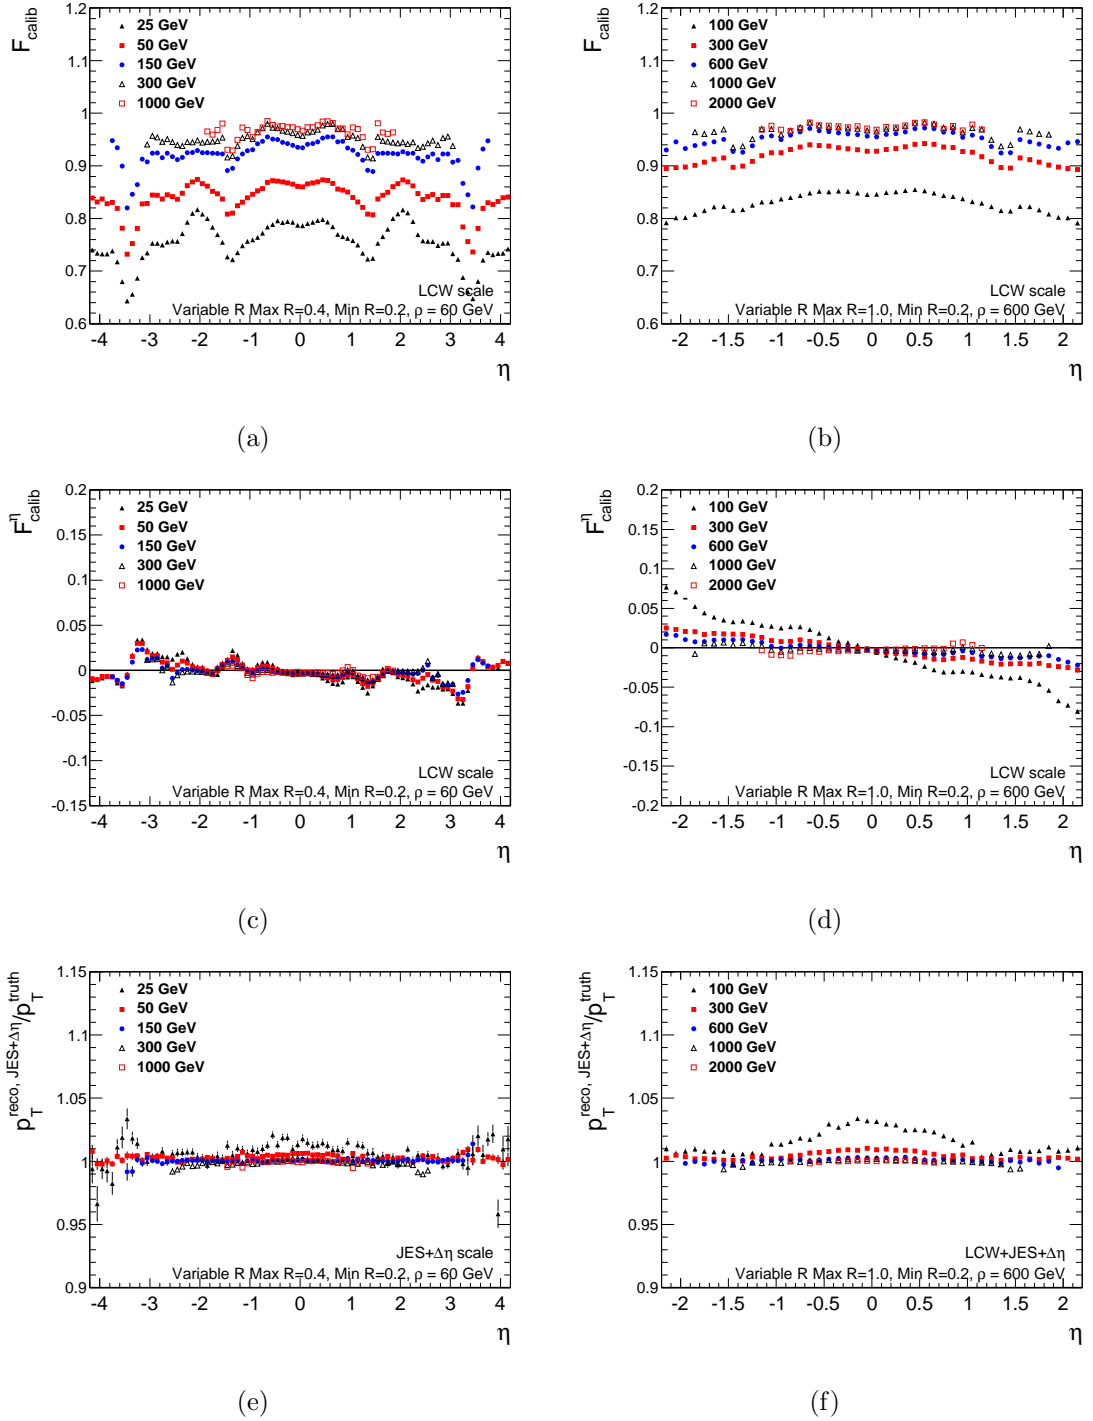 F_calib
1.2
1.1
1
0.9
0.8
0.7
0.6
25 GeV
50 GeV
150 GeV
300 GeV
1000 GeV
LCW scale
Variable R Max R=0.4, Min R=0.2, ρ = 60 GeV
-4 -3 -2 -1 0 1 2 3 4
η
(a)
F_calib
1.2
1.1
1
0.9
0.8
0.7
0.6
100 GeV
300 GeV
600 GeV
1000 GeV
2000 GeV
LCW scale
Variable R Max R=1.0, Min R=0.2, ρ = 600 GeV
-2 -1.5 -1 -0.5 0 0.5 1 1.5 2
η
(b)
F^η_calib
0.2
0.15
0.1
0.05
0
-0.05
-0.1
-0.15
25 GeV
50 GeV
150 GeV
300 GeV
1000 GeV
LCW scale
Variable R Max R=0.4, Min R=0.2, ρ = 60 GeV
-4 -3 -2 -1 0 1 2 3 4
η
(c)
F^η_calib
0.2
0.15
0.1
0.05
0
-0.05
-0.1
-0.15
-0.2
100 GeV
300 GeV
600 GeV
1000 GeV
2000 GeV
LCW scale
Variable R Max R=1.0, Min R=0.2, ρ = 600 GeV
-2 -1.5 -1 -0.5 0 0.5 1 1.5 2
η
(d)
p_T^reco, JES+Δη/p_T^truth
1.15
1.1
1.05
1
0.95
0.9
25 GeV
50 GeV
150 GeV
300 GeV
1000 GeV
JES+Δη scale
Variable R Max R=0.4, Min R=0.2, ρ = 60 GeV
-4 -3 -2 -1 0 1 2 3 4
η
(e)
p_T^reco, JES+Δη/p_T^truth
1.15
1.1
1.05
1
0.95
0.9
100 GeV
300 GeV
600 GeV
1000 GeV
2000 GeV
LCW+JES+Δη
Variable R Max R=1.0, Min R=0.2, ρ = 600 GeV
-2 -1.5 -1 -0.5 0 0.5 1 1.5 2
η
(f)